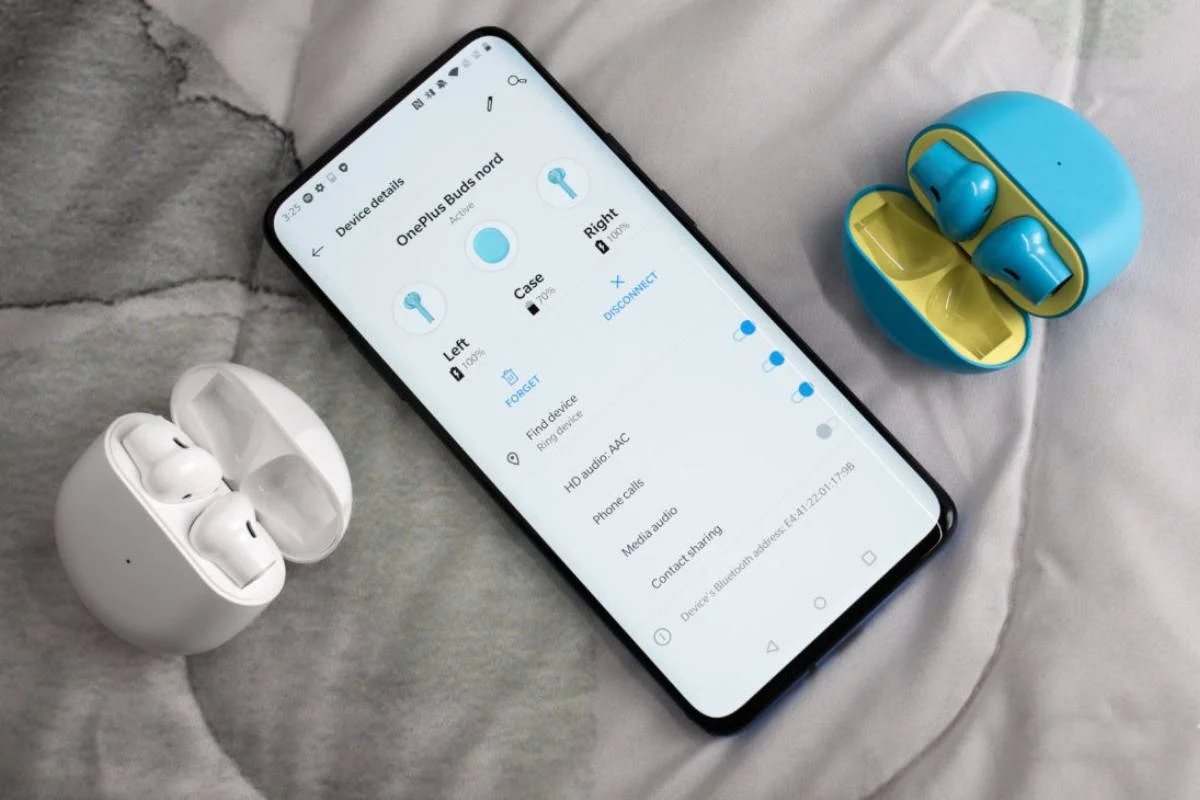 3:25
Device details
OnePlus Buds nord
Active
Left
100%
Case
70%
Right
100%
FORGET
DISCONNECT
Find device
Ring device
HD audio: AAC
Phone calls
Media audio
Contact sharing
Device's Bluetooth address: E4:41:22:01:17:9B